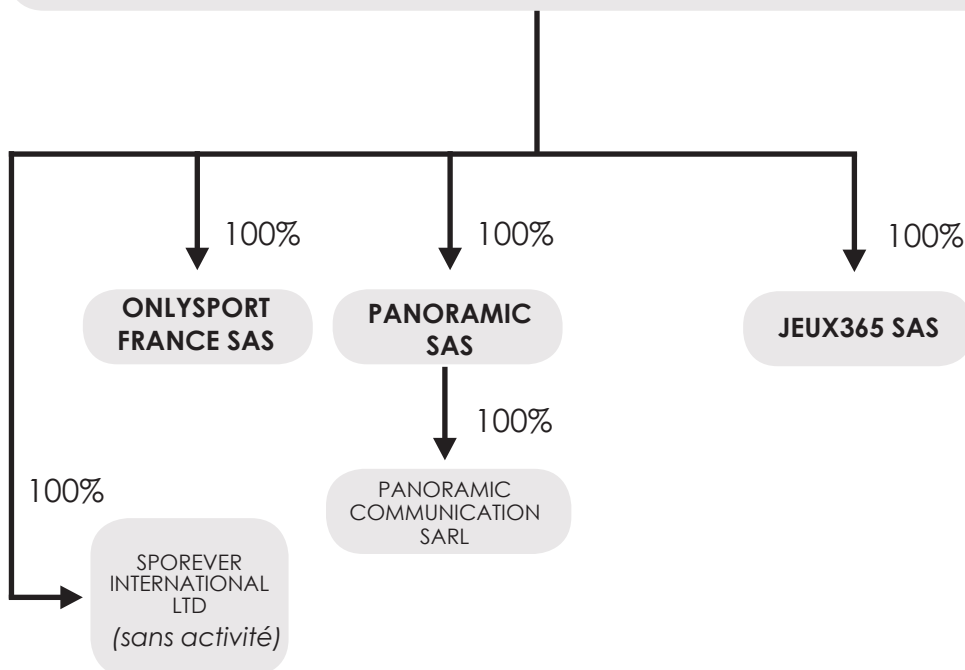 100%
100%
100%
ONLYSPORT
FRANCE SAS
PANORAMIC
SAS
JEUX365 SAS
100%
PANORAMIC
COMMUNICATION
SARL
100%
SPOREVER
INTERNATIONAL
LTD
(sans activité)